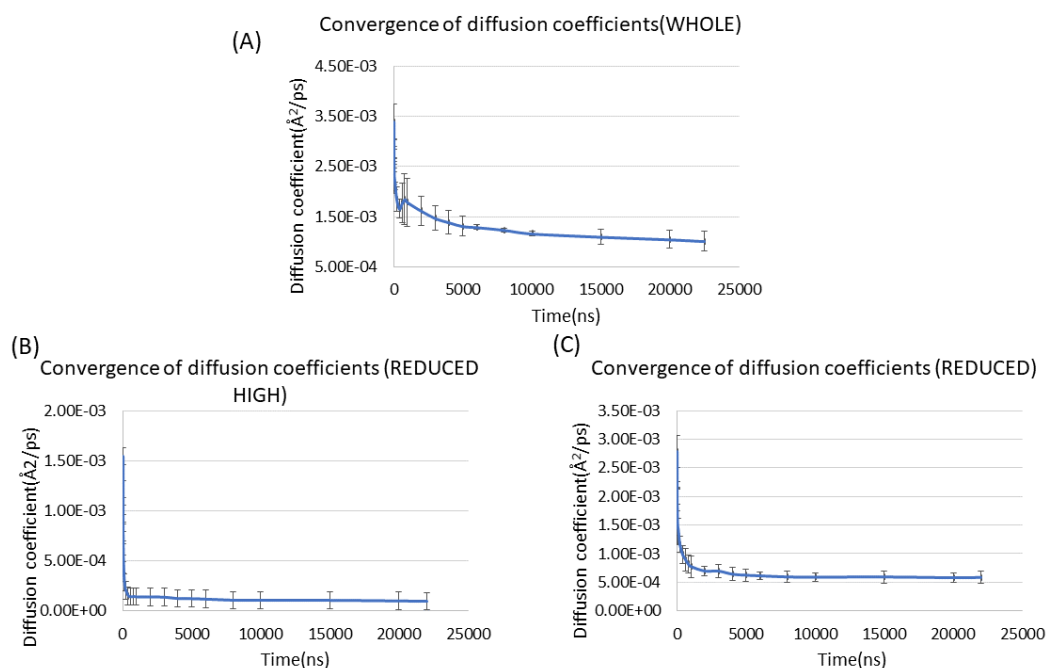 Convergence of diffusion coefficients(WHOLE)
(A)
4.50E-03
3.50E-03
2.50E-03
1.50E-03
5.00E-04
Diffusion coefficient(Å²/ps)
0 5000 10000 15000 20000 25000
Time(ns)
(B)
Convergence of diffusion coefficients (REDUCED
HIGH)
2.00E-03
1.50E-03
1.00E-03
5.00E-04
0.00E+00
Diffusion coefficient(Å2/ps)
0 5000 10000 15000 20000 25000
Time(ns)
(C)
Convergence of diffusion coefficients (REDUCED)
3.50E-03
3.00E-03
2.50E-03
2.00E-03
1.50E-03
1.00E-03
5.00E-04
0.00E+00
Diffusion coefficient(Å²/ps)
0 5000 10000 15000 20000 25000
Time(ns)